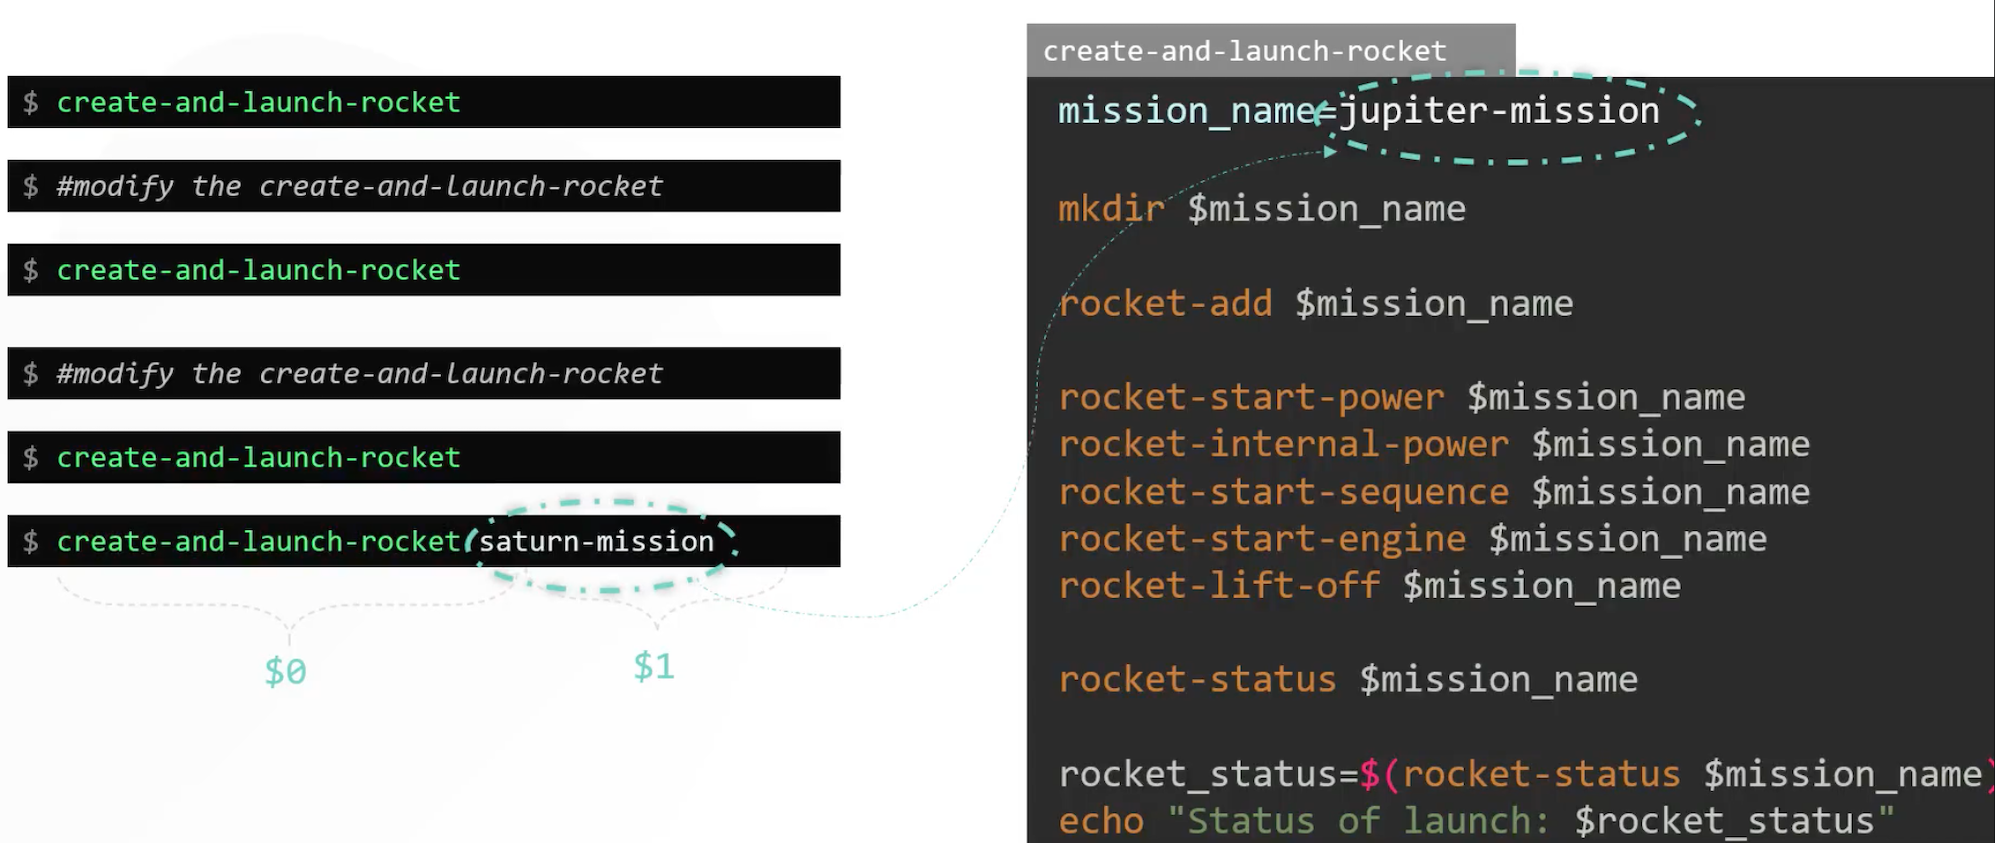 $ create-and-launch-rocket
$ #modify the create-and-launch-rocket
$ create-and-launch-rocket
$ #modify the create-and-launch-rocket
$ create-and-launch-rocket
$ create-and-launch-rocket saturn-mission
$0 $1
create-and-launch-rocket
mission_name=jupiter-mission
mkdir $mission_name
rocket-add $mission_name
rocket-start-power $mission_name
rocket-internal-power $mission_name
rocket-start-sequence $mission_name
rocket-start-engine $mission_name
rocket-lift-off $mission_name
rocket-status $mission_name
rocket_status=$(rocket-status $mission_name)
echo "Status of launch: $rocket_status"